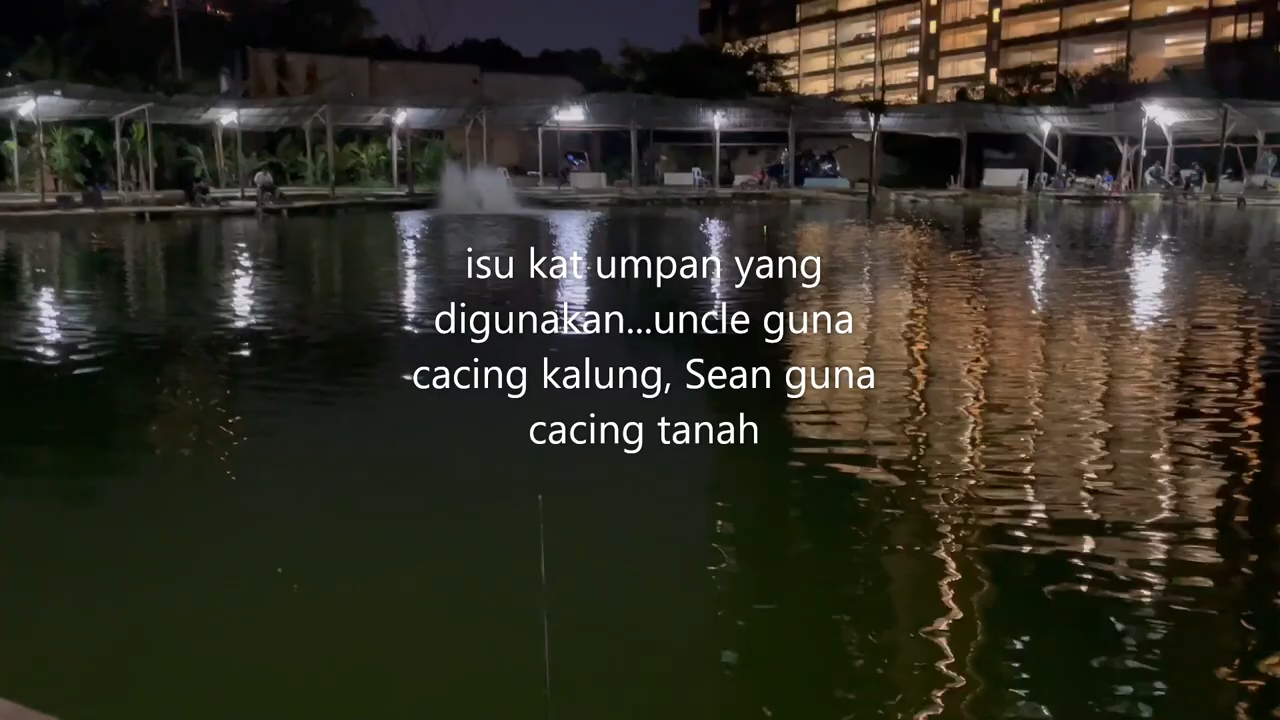 isu kat umpan yang
digunakan...uncle guna
cacing kalung, Sean guna
cacing tanah